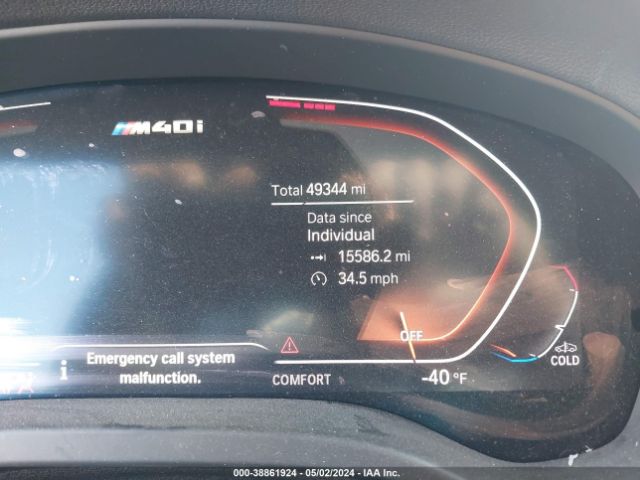 M40i
Total 49344 mi
Data since
Individual
15586.2 mi
34.5 mph
OFF
Emergency call system
malfunction.
COMFORT
-40 °F
COLD
000-38861924 - 05/02/2024 - IAA Inc.